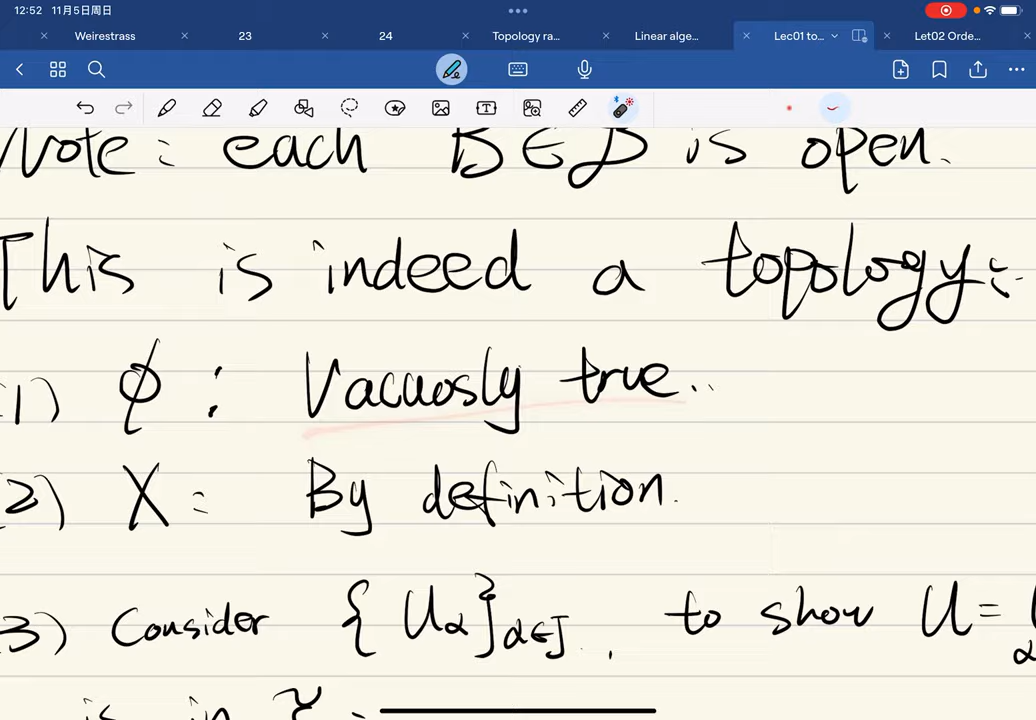 12:52 11月5日周日
Weirestrass 23 24 Topology ra... Linear alge... Lec01 to... Let02 Orde...
Note: each B∈𝓑 is open.
This is indeed a topology:
(1) ∅: Vacuosly true.
(2) X: By definition.
(3) Consider {Uα}α∈J, to show U =
is in τ: